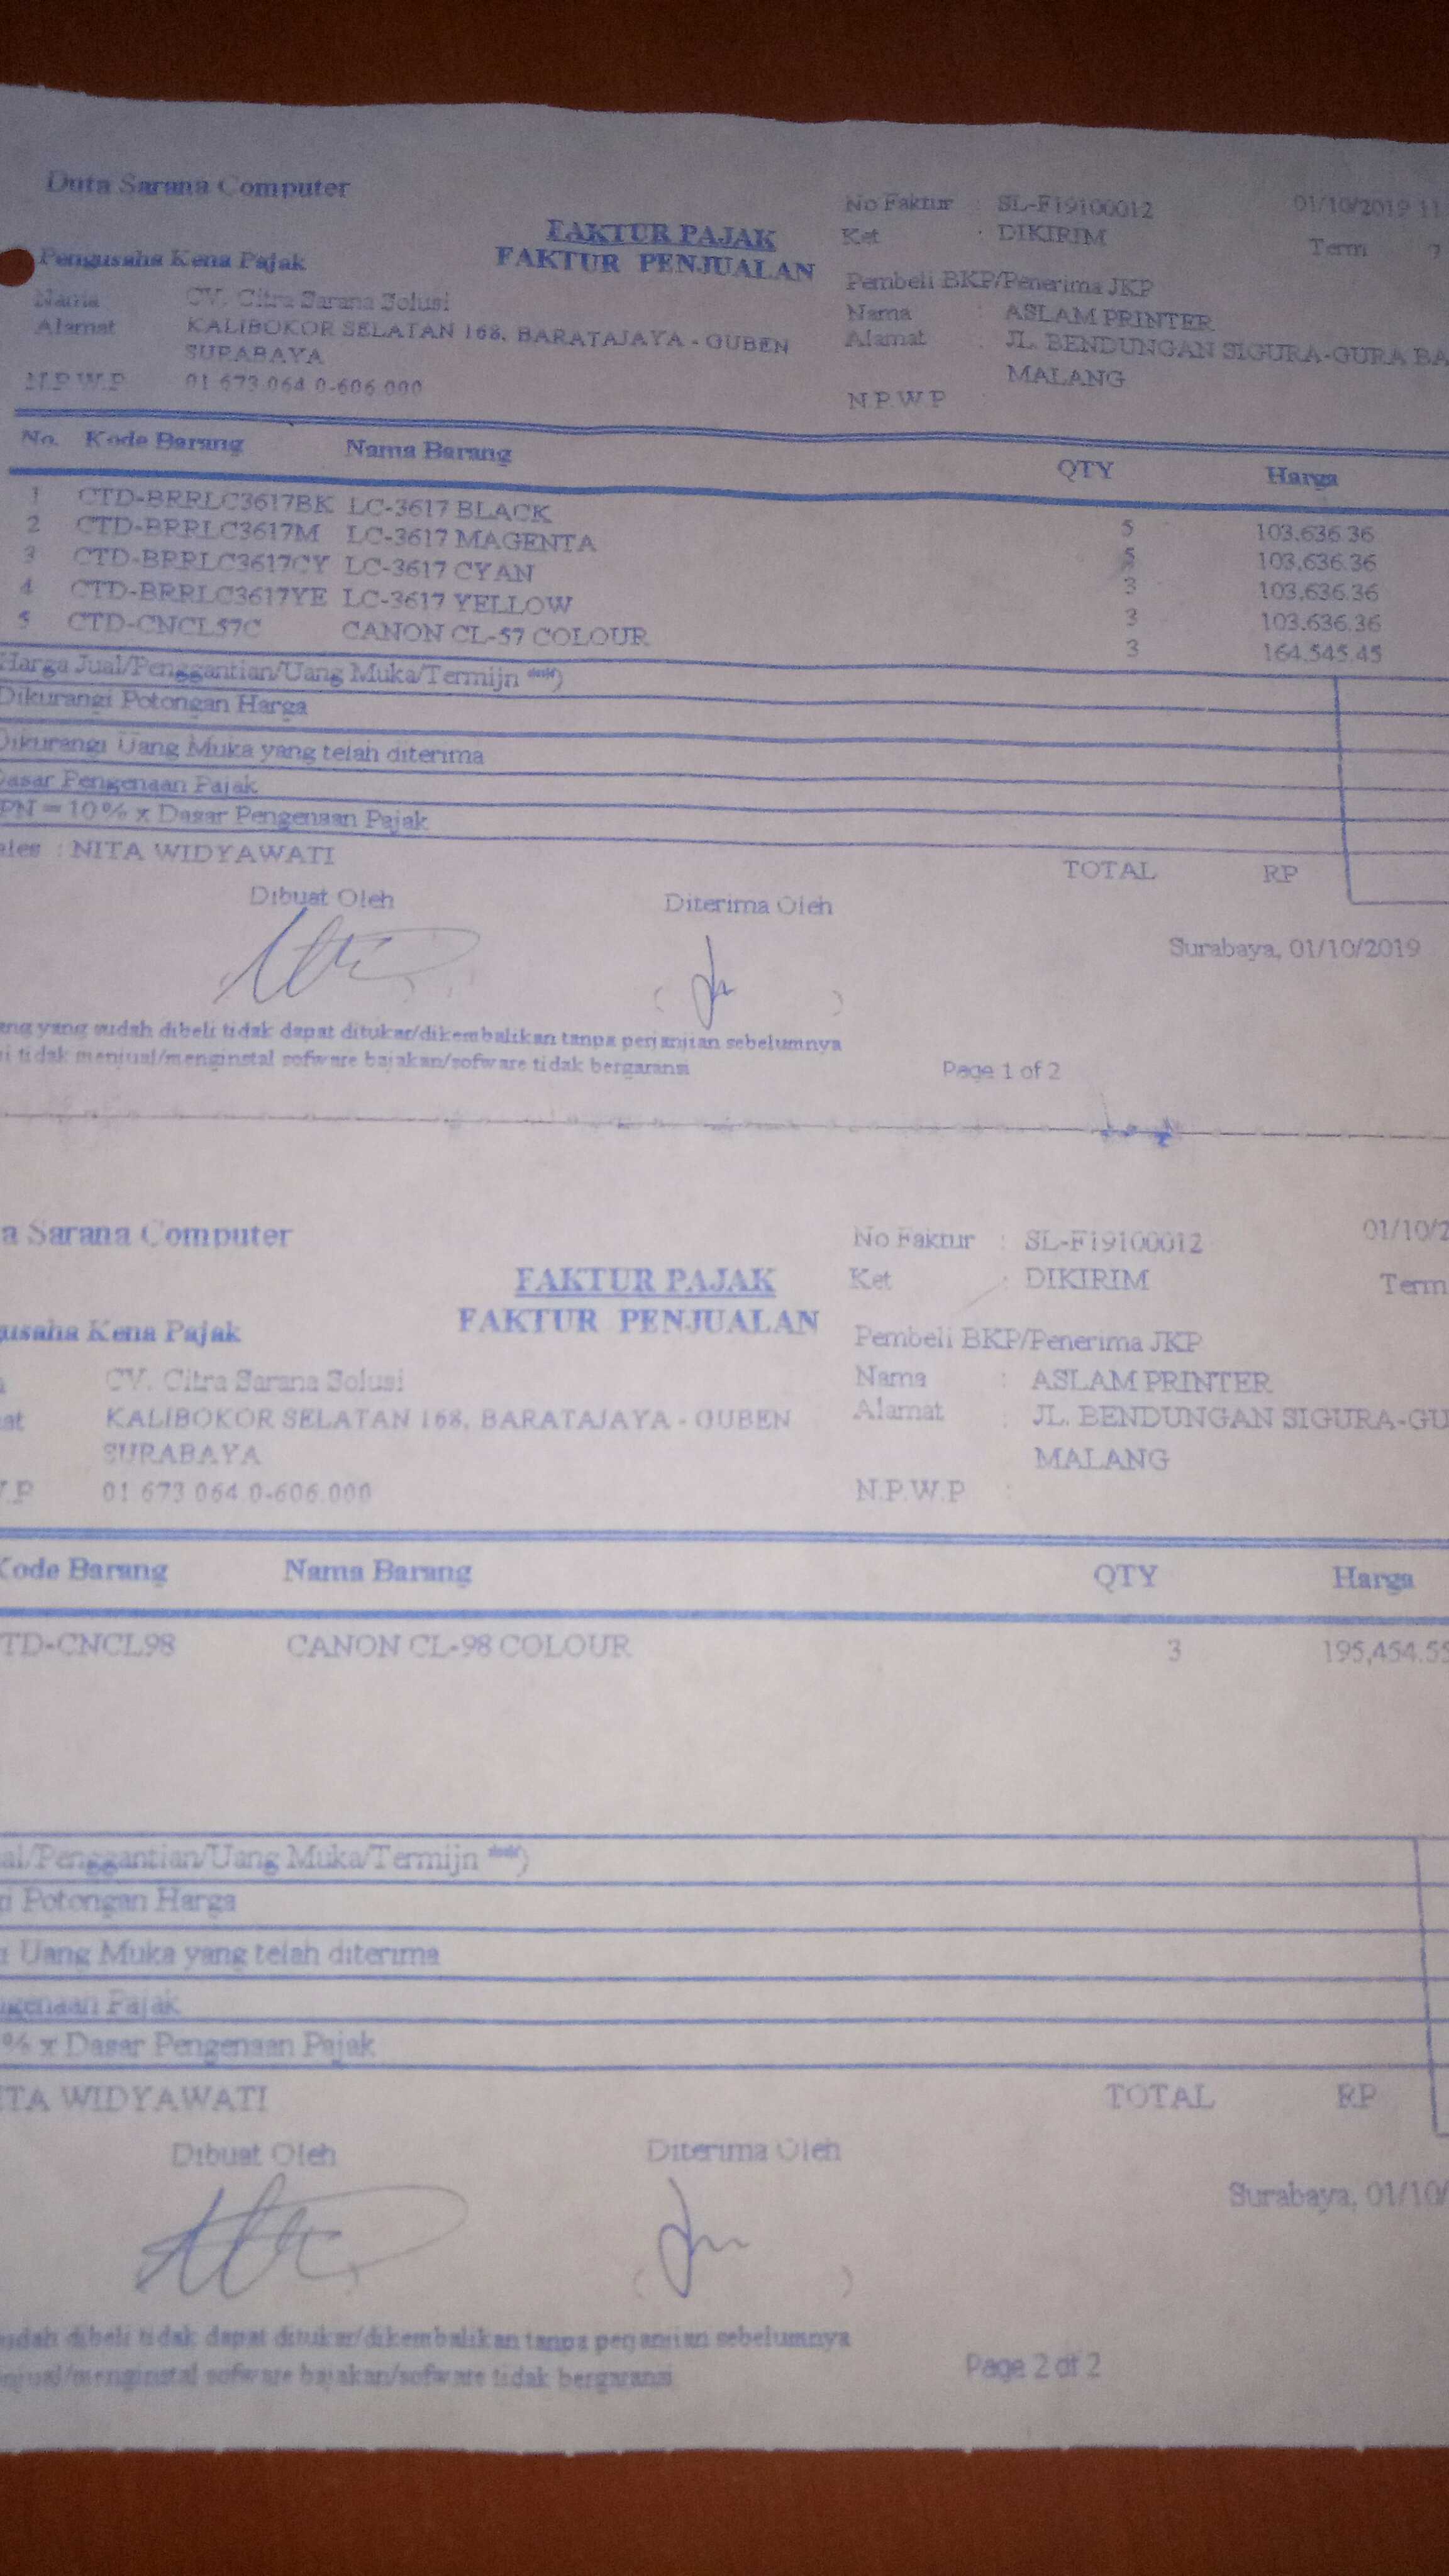 Duta Sarana Computer
No Faktur : SL-F19100012 01/10/2019 11
FAKTUR PAJAK
Ket : DIKIRIM Term
FAKTUR PENJUALAN
Pengusaha Kena Pajak
Pembeli BKP/Penerima JKP
Nama CV. Citra Sarana Solusi
Nama : ASLAM PRINTER
Alamat KALIBOKOR SELATAN 168, BARATAJAYA - GUBEN
Alamat : JL. BENDUNGAN SIGURA-GURA BA
SURABAYA
MALANG
N.P.W.P 01 673 064 0-606.000
N.P.W.P
No. Kode Barang Nama Barang QTY Harga
1 CTD-BRRLC3617BK LC-3617 BLACK 5 103.636.36
2 CTD-BRRLC3617M LC-3617 MAGENTA 5 103,636.36
3 CTD-BRRLC3617CY LC-3617 CYAN 3 103,636.36
4 CTD-BRRLC3617YE LC-3617 YELLOW 3 103.636.36
5 CTD-CNCL57C CANON CL-57 COLOUR 3 164.545.45
Harga Jual/Penggantian/Uang Muka/Termijn ****)
Dikurangi Potongan Harga
Dikurangi Uang Muka yang telah diterima
Dasar Pengenaan Pajak
PN = 10% x Dasar Pengenaan Pajak
ales : NITA WIDYAWATI
TOTAL RP
Dibuat Oleh Diterima Oleh
Surabaya, 01/10/2019
( )
ang yang sudah dibeli tidak dapat ditukar/dikembalikan tanpa perjanjian sebelumnya
i tidak menjual/menginstal sofware bajakan/sofware tidak bergaransi
Page 1 of 2
a Sarana Computer
No Faktur : SL-F19100012 01/10/2
FAKTUR PAJAK
Ket : DIKIRIM Term
FAKTUR PENJUALAN
gusaha Kena Pajak
Pembeli BKP/Penerima JKP
CV. Citra Sarana Solusi
Nama : ASLAM PRINTER
at KALIBOKOR SELATAN 168, BARATAJAYA - GUBEN
Alamat : JL. BENDUNGAN SIGURA-GU
SURABAYA
MALANG
.P 01 673 064 0-606.000
N.P.W.P :
Kode Barang Nama Barang QTY Harga
TD-CNCL98 CANON CL-98 COLOUR 3 195,454.55
al/Penggantian/Uang Muka/Termijn ****)
i Potongan Harga
i Uang Muka yang telah diterima
ngenaan Pajak
% x Dasar Pengenaan Pajak
ITA WIDYAWATI
TOTAL RP
Dibuat Oleh Diterima Oleh
Surabaya, 01/10/
( )
udah dibeli tidak dapat ditukar/dikembalikan tanpa perjanjian sebelumnya
njual/menginstal sofware bajakan/sofware tidak bergaransi
Page 2 of 2